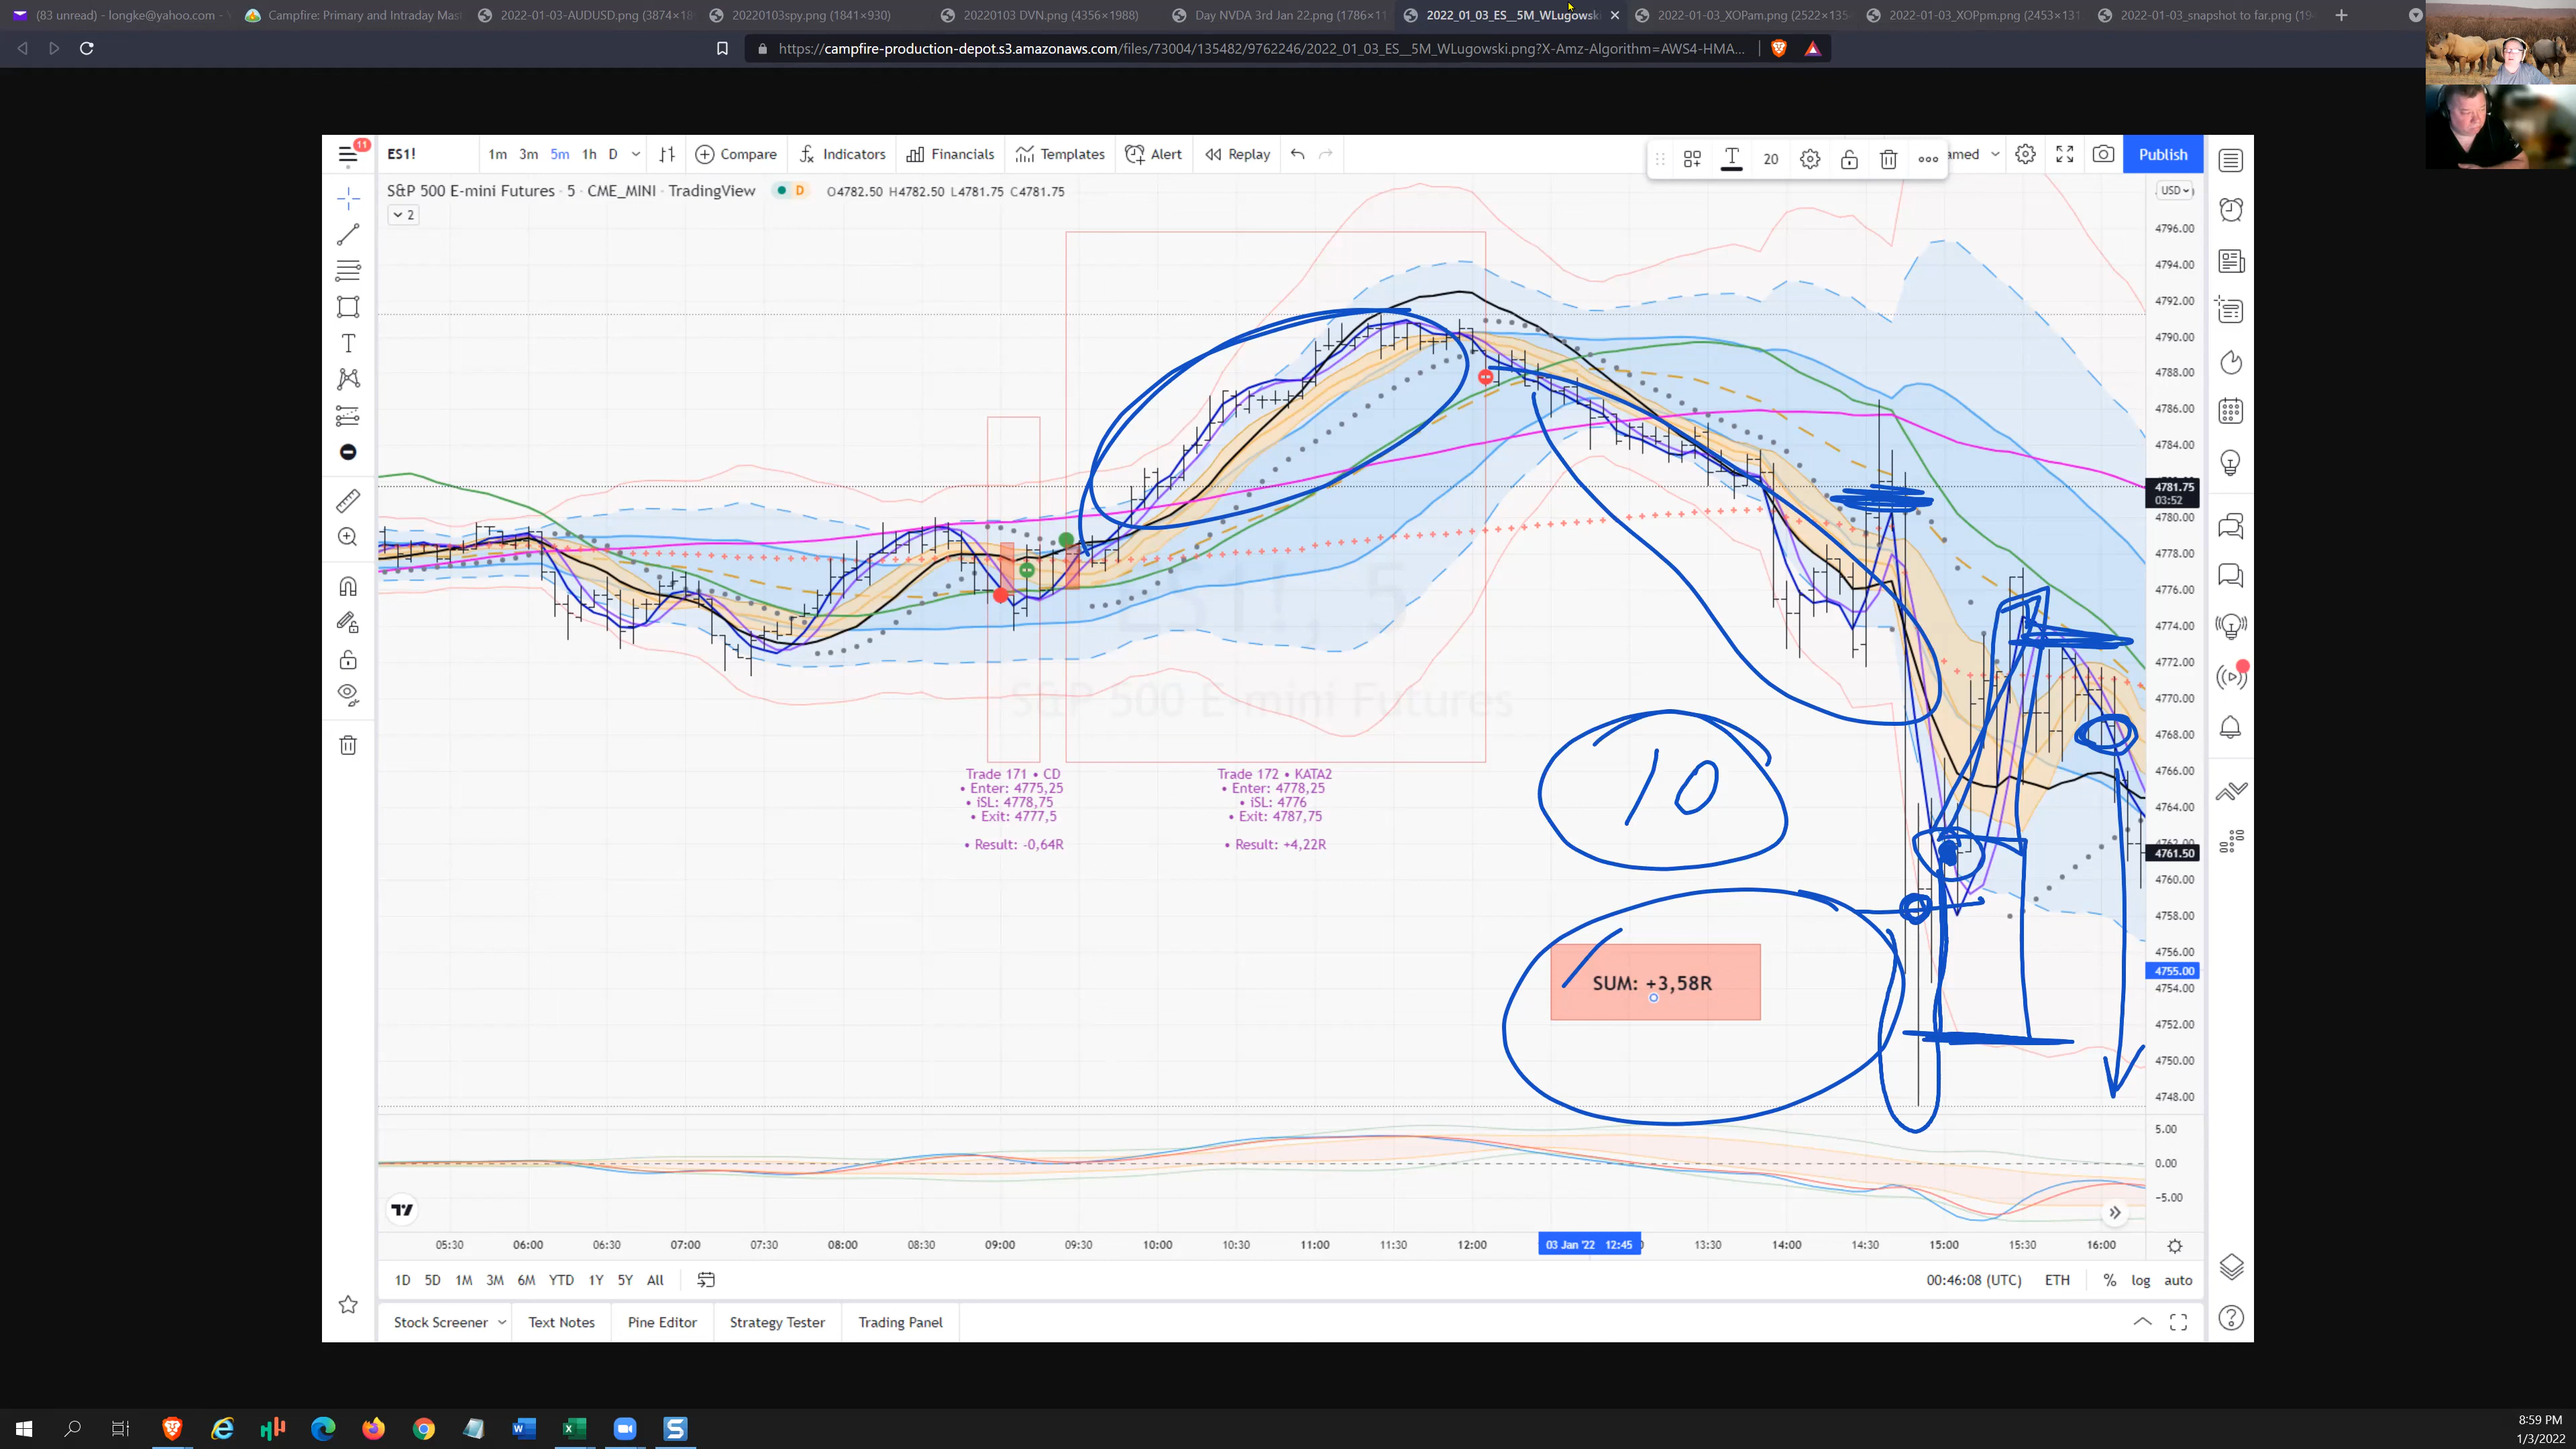 (83 unread) - longke@yahoo.com -
Campfire: Primary and Intraday Mas
2022-01-03-AUDUSD.png (3874×18
20220103spy.png (1841×930)
20220103 DVN.png (4356×1988)
Day NVDA 3rd Jan 22.png (1786×11
2022_01_03_ES__5M_WLugowski
2022-01-03_XOPam.png (2522×135
2022-01-03_XOPpm.png (2453×131
2022-01-03_snapshot to far.png (19
https://campfire-production-depot.s3.amazonaws.com/files/73004/135482/9762246/2022_01_03_ES__5M_WLugowski.png?X-Amz-Algorithm=AWS4-HMA...
11
ES1!
1m 3m 5m 1h D
Compare
Indicators
Financials
Templates
Alert
Replay
20
amed
Publish
S&P 500 E-mini Futures · 5 · CME_MINI · TradingView
D
O4782.50 H4782.50 L4781.75 C4781.75
2
USD
4796.00
4794.00
4792.00
4790.00
4788.00
4786.00
4784.00
4781.75
03:52
4780.00
4778.00
4776.00
4774.00
4772.00
4770.00
4768.00
4766.00
4764.00
4761.50
4760.00
4758.00
4756.00
4755.00
4754.00
4752.00
4750.00
4748.00
5.00
0.00
-5.00
ES1!, 5
S&P 500 E-mini Futures
Trade 171 • CD
• Enter: 4775,25
• iSL: 4778,75
• Exit: 4777,5
• Result: -0,64R
Trade 172 • KATA2
• Enter: 4778,25
• iSL: 4776
• Exit: 4787,75
• Result: +4,22R
10
SUM: +3,58R
05:30 06:00 06:30 07:00 07:30 08:00 08:30 09:00 09:30 10:00 10:30 11:00 11:30 12:00 03 Jan '22 12:45 13:30 14:00 14:30 15:00 15:30 16:00
1D 5D 1M 3M 6M YTD 1Y 5Y All
00:46:08 (UTC) ETH % log auto
Stock Screener
Text Notes
Pine Editor
Strategy Tester
Trading Panel
8:59 PM
1/3/2022